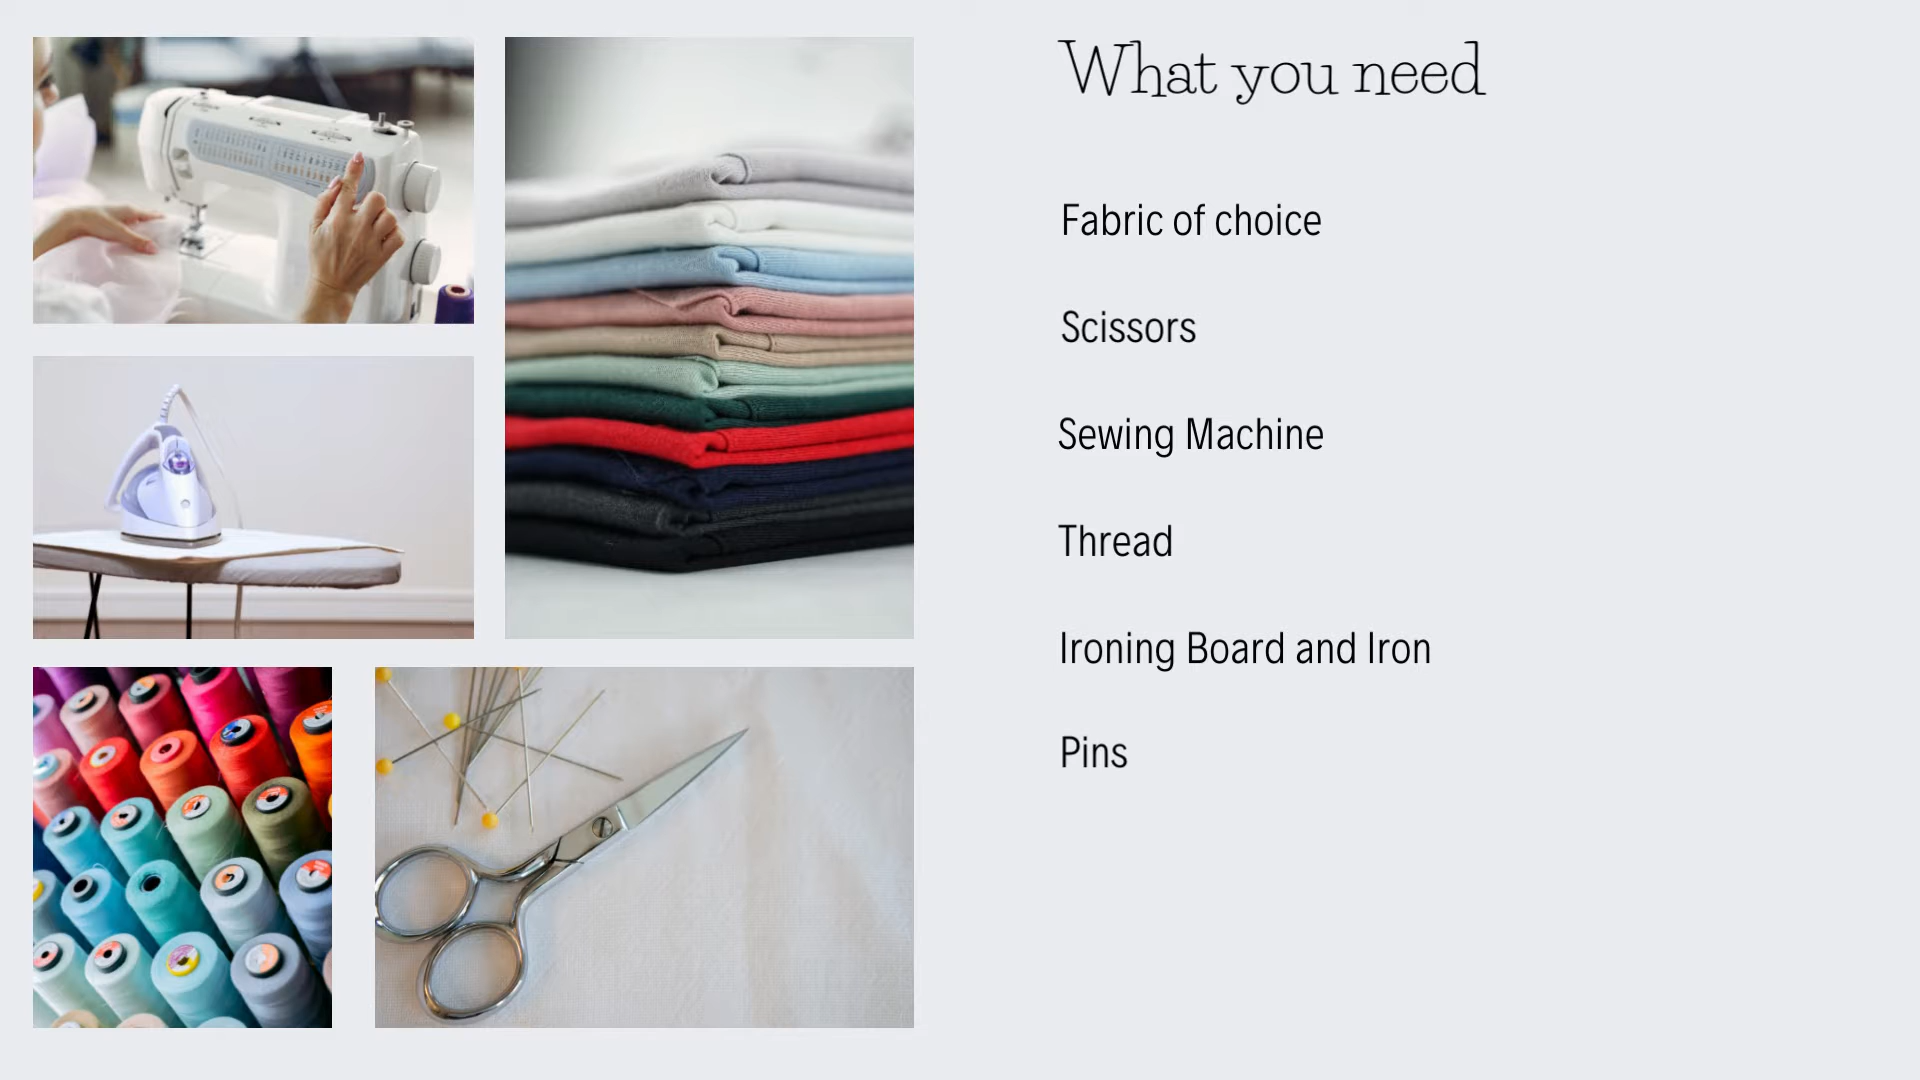 What you need
Fabric of choice
Scissors
Sewing Machine
Thread
Ironing Board and Iron
Pins